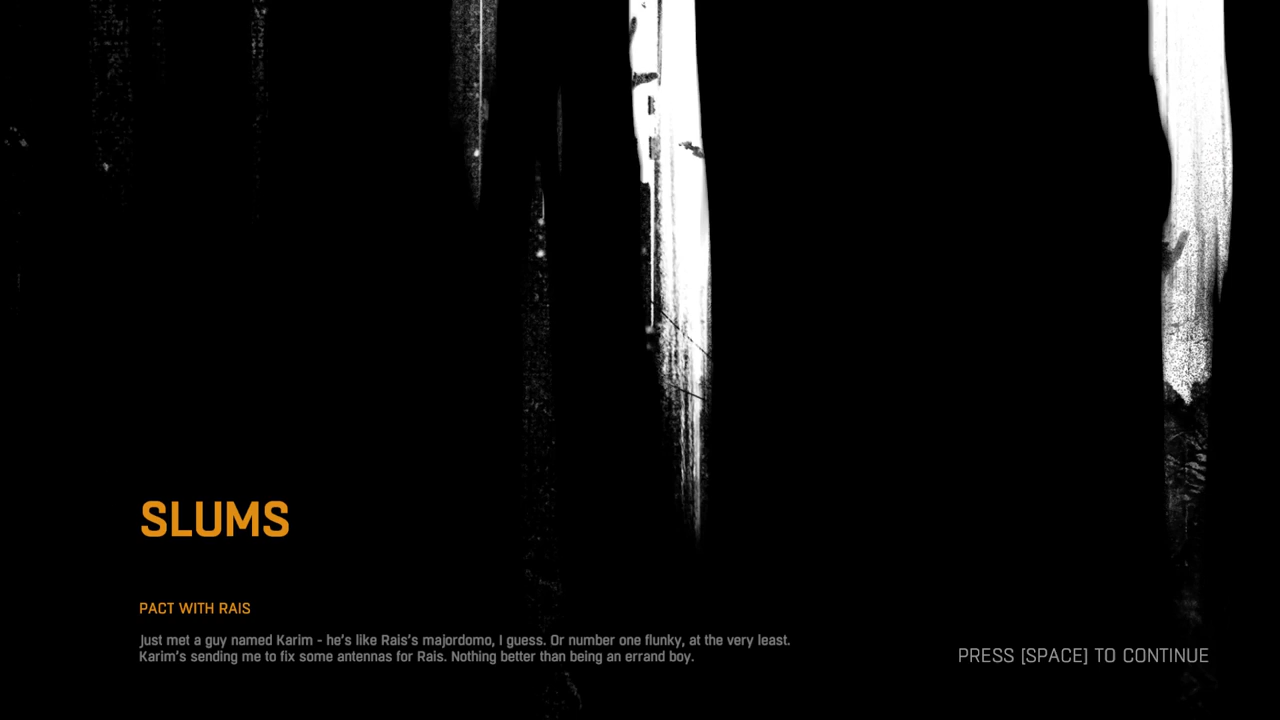 SLUMS
PACT WITH RAIS
Just met a guy named Karim - he's like Rais's majordomo, I guess. Or number one flunky, at the very least.
Karim's sending me to fix some antennas for Rais. Nothing better than being an errand boy.
PRESS [SPACE] TO CONTINUE